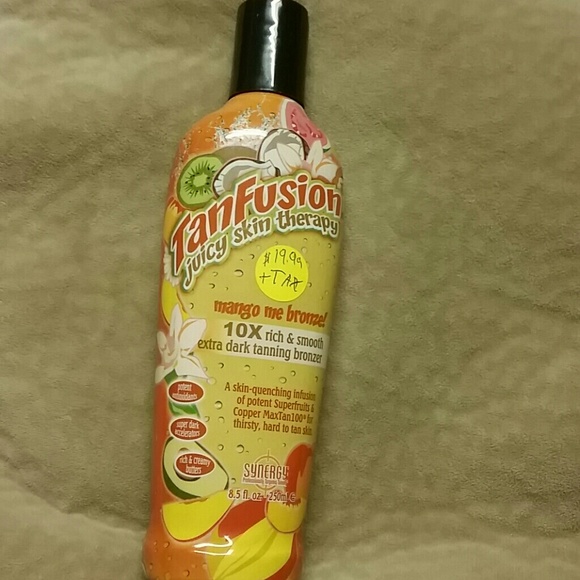 TanFusion
juicy skin therapy
$19.99
+ TAX
mango me bronze!
10X rich & smooth
extra dark tanning bronzer
A skin-quenching infusion
of potent Superfruits &
Copper MaxTan100® for
thirsty, hard to tan skin
potent
antioxidants
super dark
accelerators
rich & creamy
butters
SYNERGY
8.5 fl. oz. 250ml e